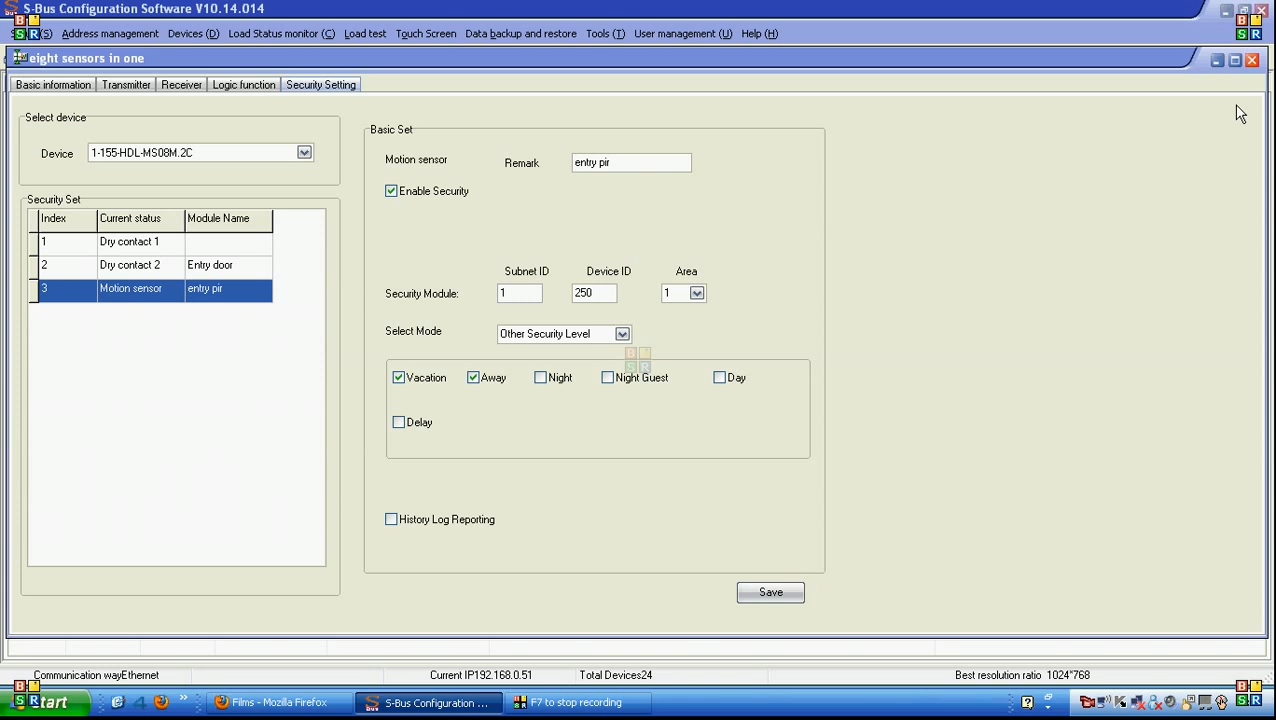 S-Bus Configuration Software V10.14.014
Address management Devices (D) Load Status monitor (C) Load test Touch Screen Data backup and restore Tools (T) User management (U) Help (H)
eight sensors in one
Basic information Transmitter Receiver Logic function Security Setting
Select device
Device 1-155-HDL-MS08M.2C
Security Set
Index Current status Module Name
1 Dry contact 1
2 Dry contact 2 Entry door
3 Motion sensor entry pir
Basic Set
Motion sensor Remark entry pir
Enable Security
Subnet ID Device ID Area
Security Module: 1 250 1
Select Mode Other Security Level
Vacation Away Night Night Guest Day
Delay
History Log Reporting
Save
Communication wayEthernet Current IP192.168.0.51 Total Devices24 Best resolution ratio 1024*768
start Films - Mozilla Firefox S-Bus Configuration ... F7 to stop recording